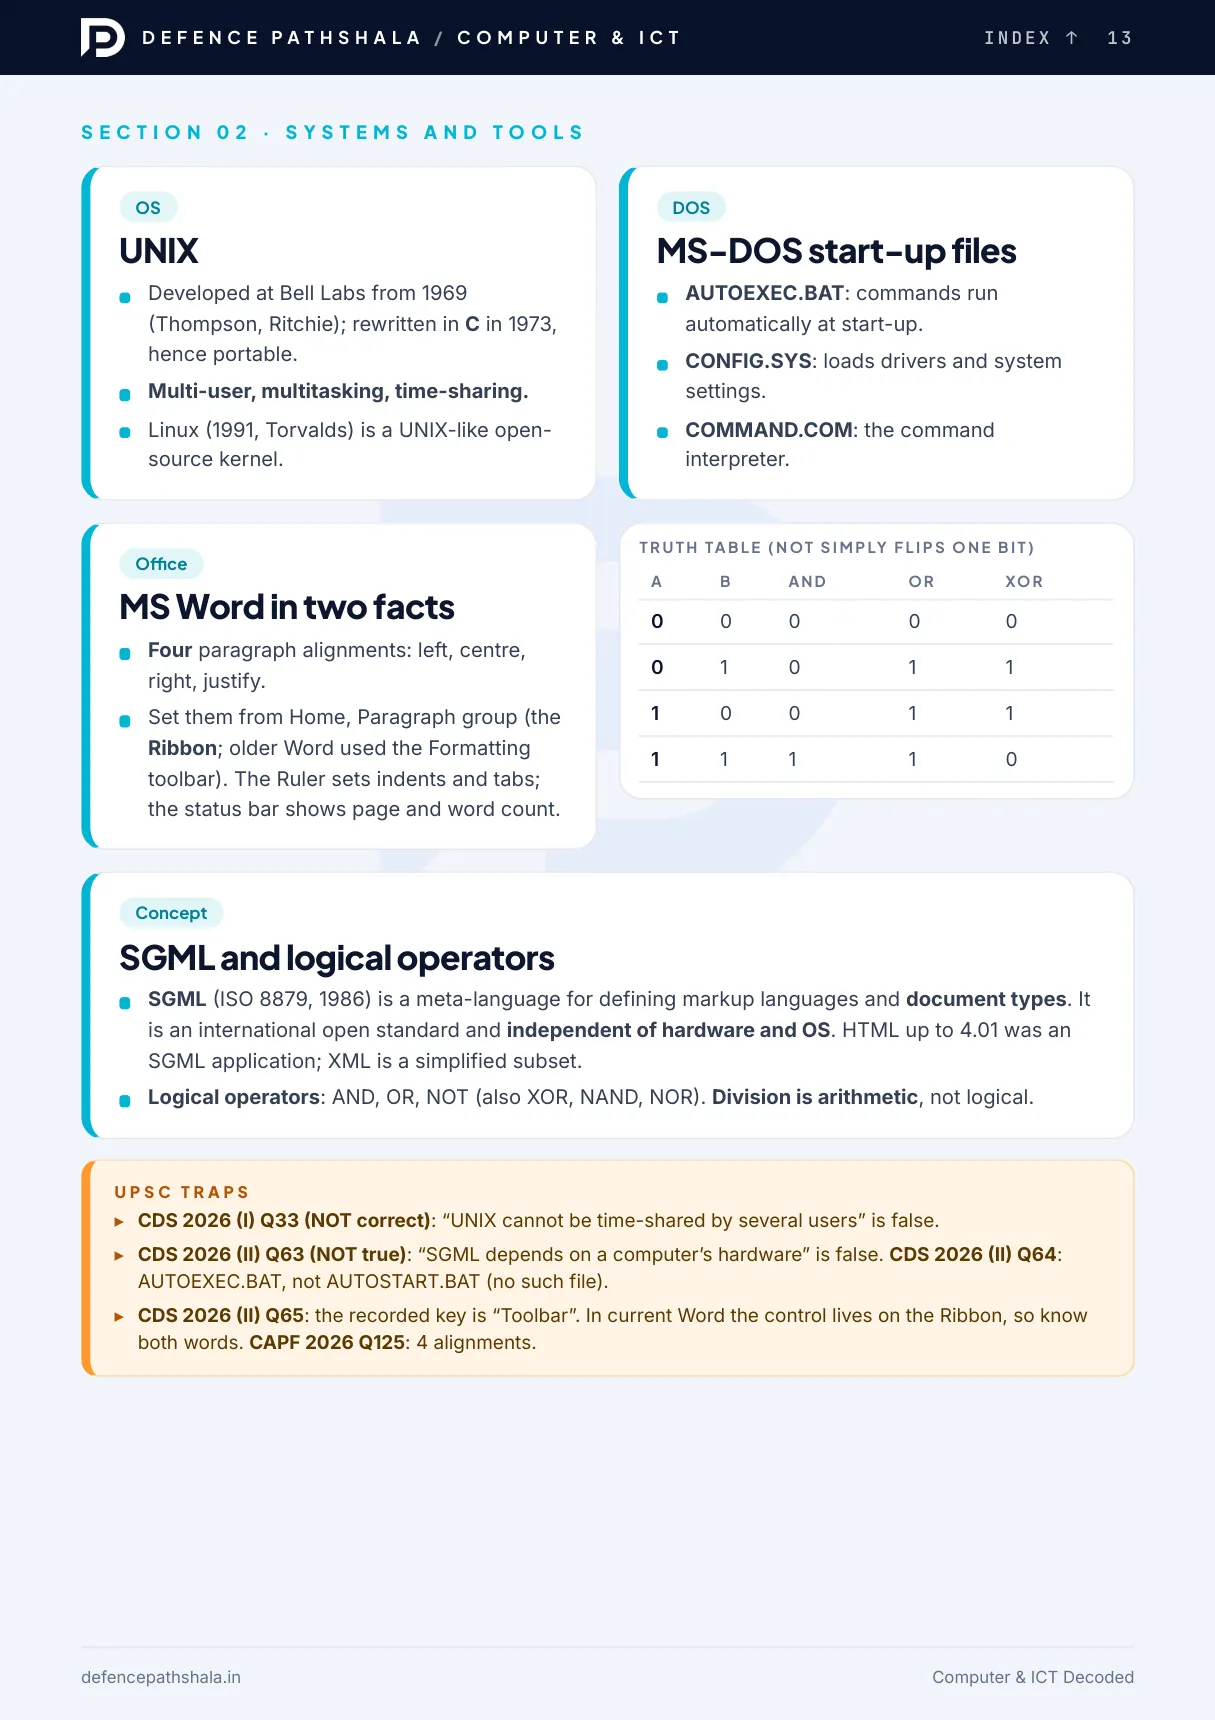 DEFENCE PATHSHALA / COMPUTER & ICT
INDEX ↑ 13
SECTION 02 · SYSTEMS AND TOOLS
OS
UNIX
Developed at Bell Labs from 1969
(Thompson, Ritchie); rewritten in C in 1973,
hence portable.
Multi-user, multitasking, time-sharing.
Linux (1991, Torvalds) is a UNIX-like open-
source kernel.
DOS
MS-DOS start-up files
AUTOEXEC.BAT: commands run
automatically at start-up.
CONFIG.SYS: loads drivers and system
settings.
COMMAND.COM: the command
interpreter.
Office
MS Word in two facts
Four paragraph alignments: left, centre,
right, justify.
Set them from Home, Paragraph group (the
Ribbon; older Word used the Formatting
toolbar). The Ruler sets indents and tabs;
the status bar shows page and word count.
TRUTH TABLE (NOT SIMPLY FLIPS ONE BIT)
A B AND OR XOR
0 0 0 0 0
0 1 0 1 1
1 0 0 1 1
1 1 1 1 0
Concept
SGML and logical operators
SGML (ISO 8879, 1986) is a meta-language for defining markup languages and document types. It
is an international open standard and independent of hardware and OS. HTML up to 4.01 was an
SGML application; XML is a simplified subset.
Logical operators: AND, OR, NOT (also XOR, NAND, NOR). Division is arithmetic, not logical.
UPSC TRAPS
▸ CDS 2026 (I) Q33 (NOT correct): “UNIX cannot be time-shared by several users” is false.
▸ CDS 2026 (II) Q63 (NOT true): “SGML depends on a computer’s hardware” is false. CDS 2026 (II) Q64:
AUTOEXEC.BAT, not AUTOSTART.BAT (no such file).
▸ CDS 2026 (II) Q65: the recorded key is “Toolbar”. In current Word the control lives on the Ribbon, so know
both words. CAPF 2026 Q125: 4 alignments.
defencepathshala.in
Computer & ICT Decoded